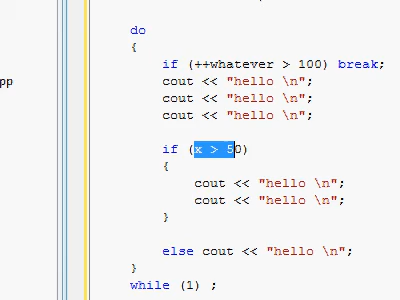 do
{
if (++whatever > 100) break;
cout << "hello \n";
cout << "hello \n";
cout << "hello \n";
pp
if (x > 50)
{
cout << "hello \n";
cout << "hello \n";
}
else cout << "hello \n";
}
while (1) ;